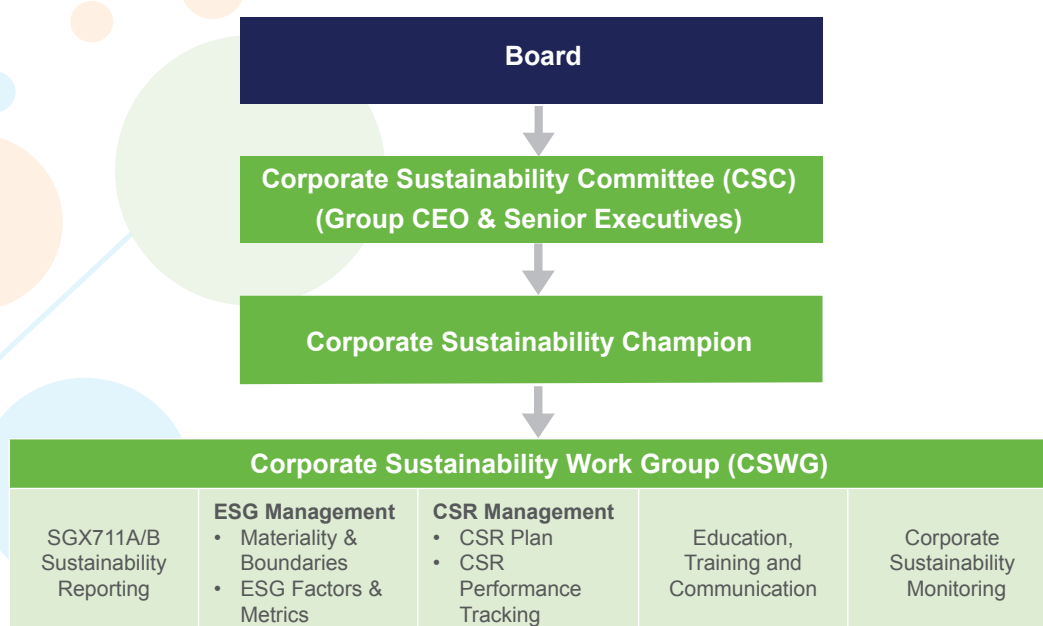 Board
Corporate Sustainability Committee (CSC)
(Group CEO & Senior Executives)
Corporate Sustainability Champion
Corporate Sustainability Work Group (CSWG)
SGX711A/B
Sustainability
Reporting
ESG Management
• Materiality &
Boundaries
• ESG Factors &
Metrics
CSR Management
• CSR Plan
• CSR
Performance
Tracking
Education,
Training and
Communication
Corporate
Sustainability
Monitoring